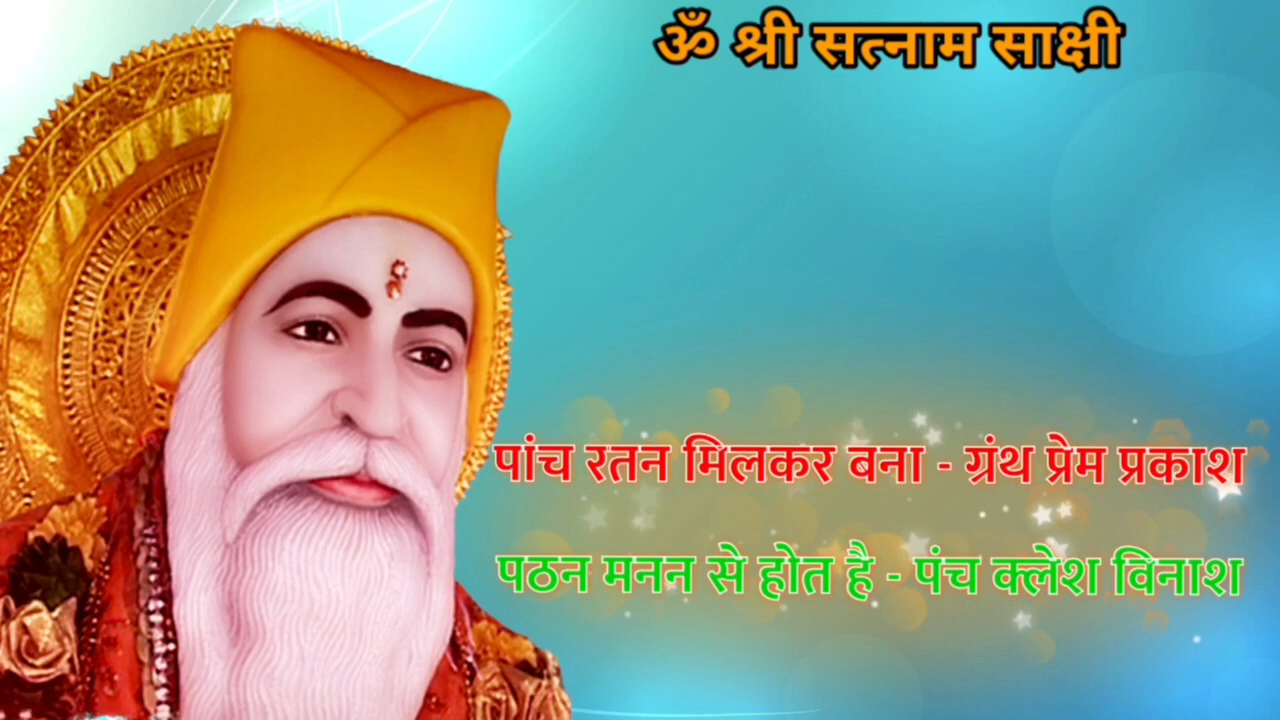 ॐ श्री सत्नाम साक्षी
पांच रतन मिलकर बना - ग्रंथ प्रेम प्रकाश
पठन मनन से होत है - पंच क्लेश विनाश